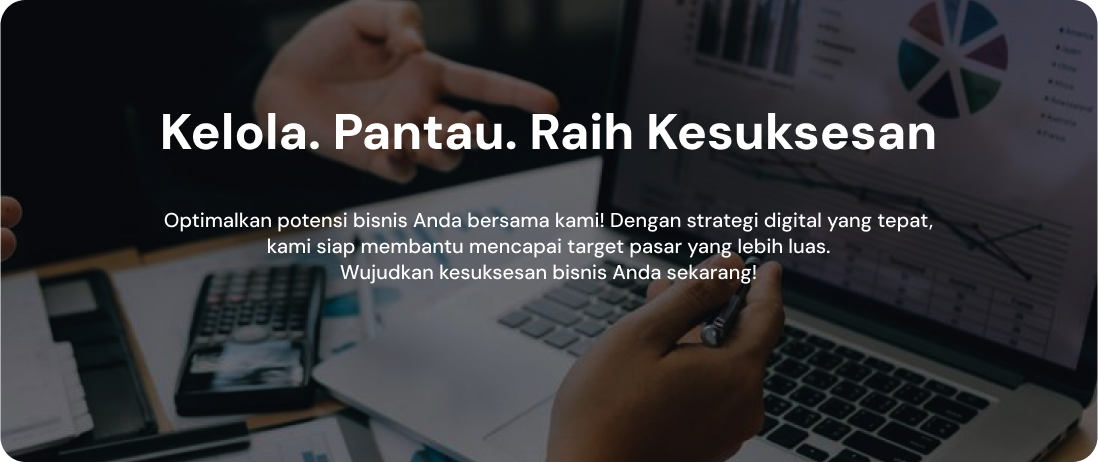 Kelola. Pantau. Raih Kesuksesan
Optimalkan potensi bisnis Anda bersama kami! Dengan strategi digital yang tepat,
kami siap membantu mencapai target pasar yang lebih luas.
Wujudkan kesuksesan bisnis Anda sekarang!